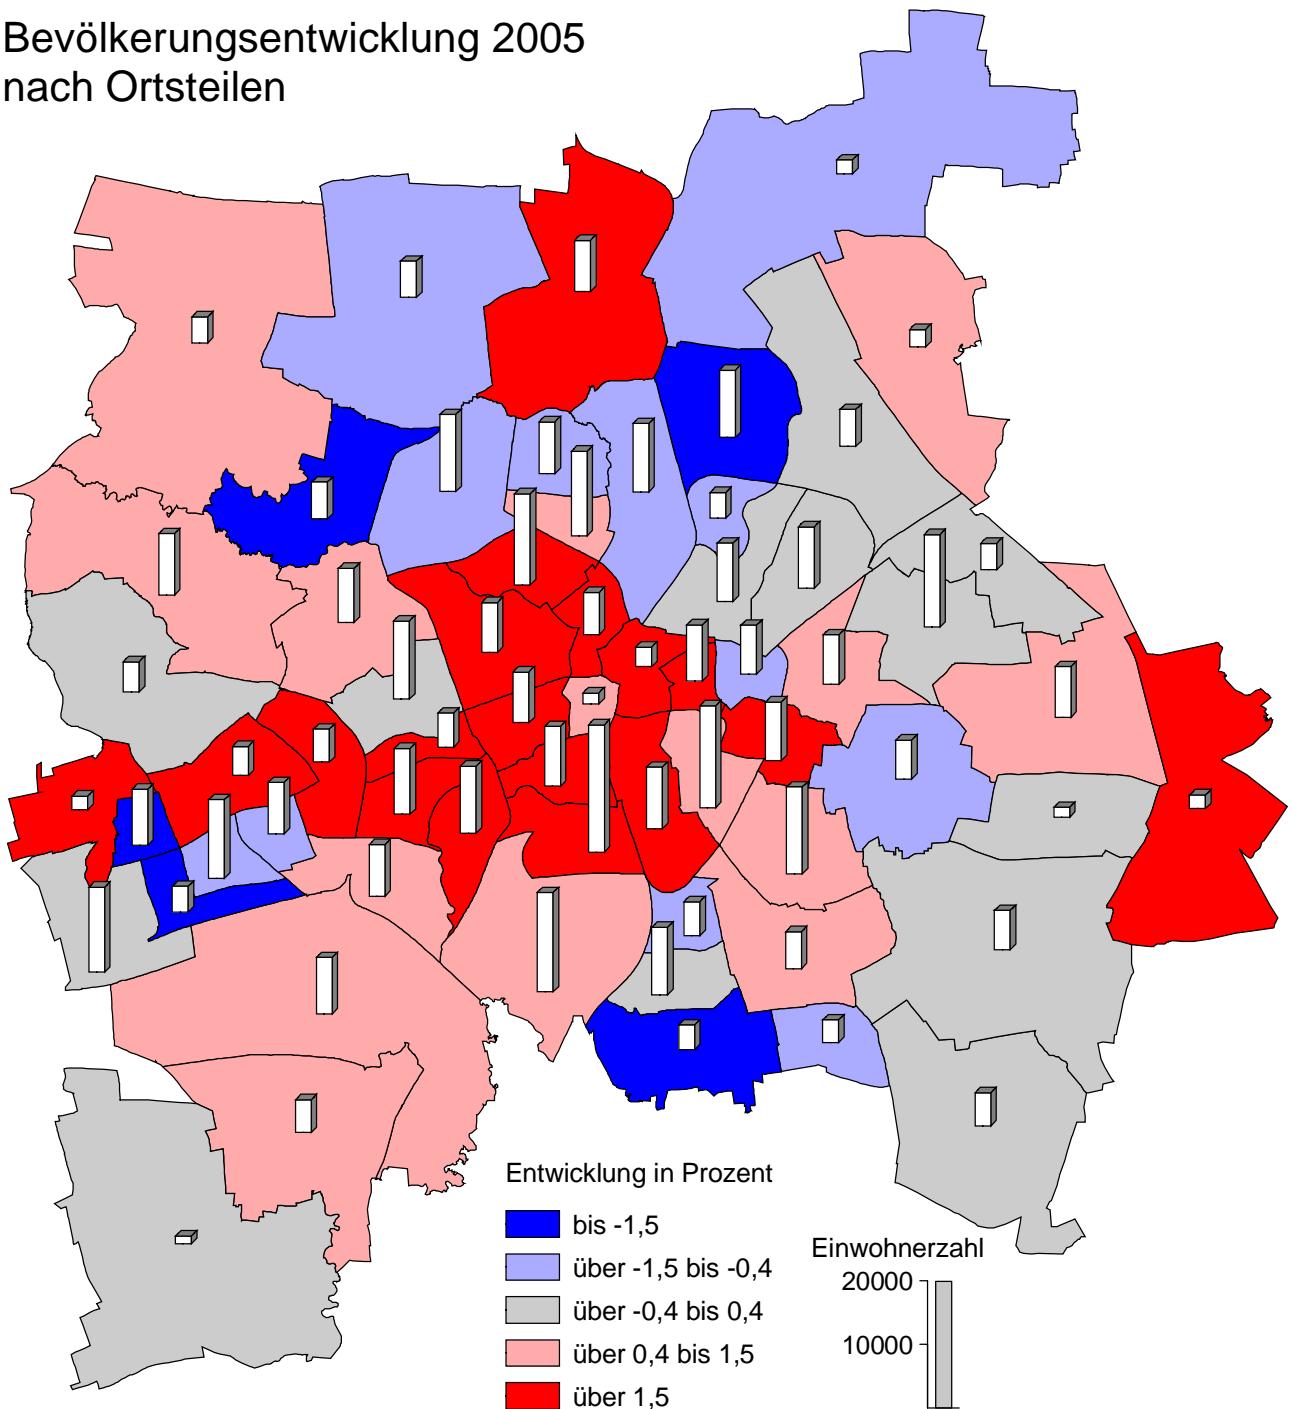 Bevölkerungsentwicklung 2005
nach Ortsteilen
Entwicklung in Prozent
bis -1,5
über -1,5 bis -0,4
über -0,4 bis 0,4
über 0,4 bis 1,5
über 1,5
Einwohnerzahl
20000
10000